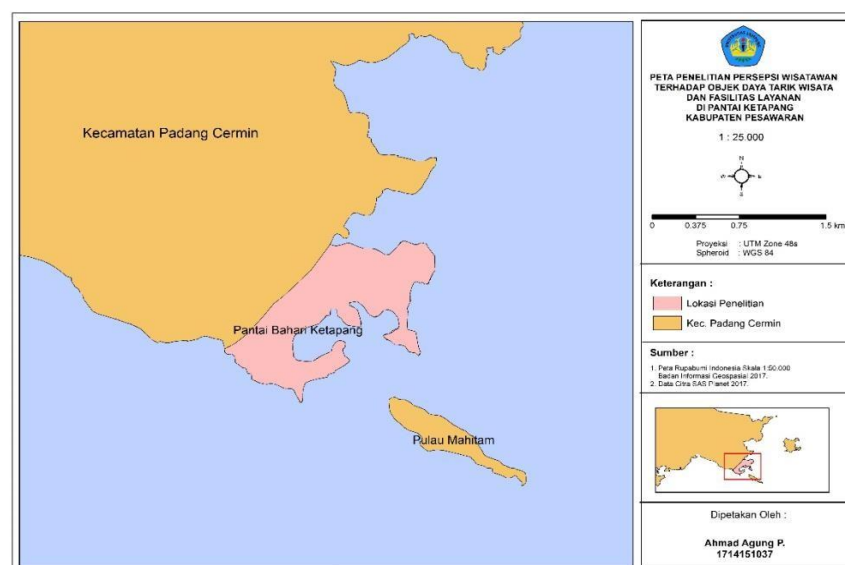 Kecamatan Padang Cermin
Pantai Bahari Ketapang
Pulau Mahitam
PETA PENELITIAN PERSEPSI WISATAWAN
TERHADAP OBJEK DAYA TARIK WISATA
DAN FASILITAS LAYANAN
DI PANTAI KETAPANG
KABUPATEN PESAWARAN
1 : 25.000
N
W E
S
0 0.375 0.75 1.5 km
Proyeksi : UTM Zone 48s
Spheroid : WGS 84
Keterangan :
Lokasi Penelitian
Kec. Padang Cermin
Sumber :
1. Peta Rupabumi Indonesia Skala 1:50.000
Badan Informasi Geospasial 2017.
2. Data Citra SAS Planet 2017.
Dipetakan Oleh :
Ahmad Agung P.
1714151037